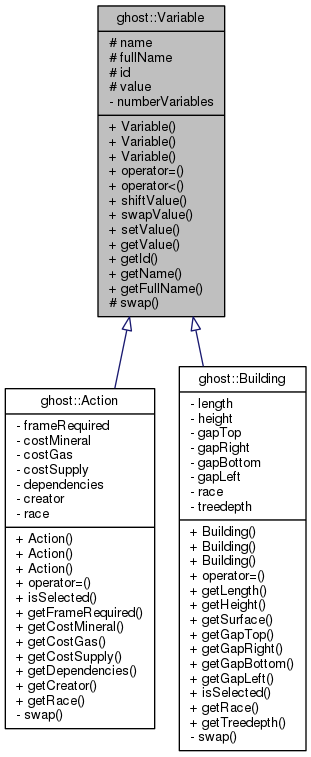 ghost::Variable
# name
# fullName
# id
# value
- numberVariables
+ Variable()
+ Variable()
+ Variable()
+ operator=()
+ operator<()
+ shiftValue()
+ swapValue()
+ setValue()
+ getValue()
+ getId()
+ getName()
+ getFullName()
# swap()
ghost::Action
- frameRequired
- costMineral
- costGas
- costSupply
- dependencies
- creator
- race
+ Action()
+ Action()
+ Action()
+ operator=()
+ isSelected()
+ getFrameRequired()
+ getCostMineral()
+ getCostGas()
+ getCostSupply()
+ getDependencies()
+ getCreator()
+ getRace()
- swap()
ghost::Building
- length
- height
- gapTop
- gapRight
- gapBottom
- gapLeft
- race
- treedepth
+ Building()
+ Building()
+ Building()
+ operator=()
+ getLength()
+ getHeight()
+ getSurface()
+ getGapTop()
+ getGapRight()
+ getGapBottom()
+ getGapLeft()
+ isSelected()
+ getRace()
+ getTreedepth()
- swap()